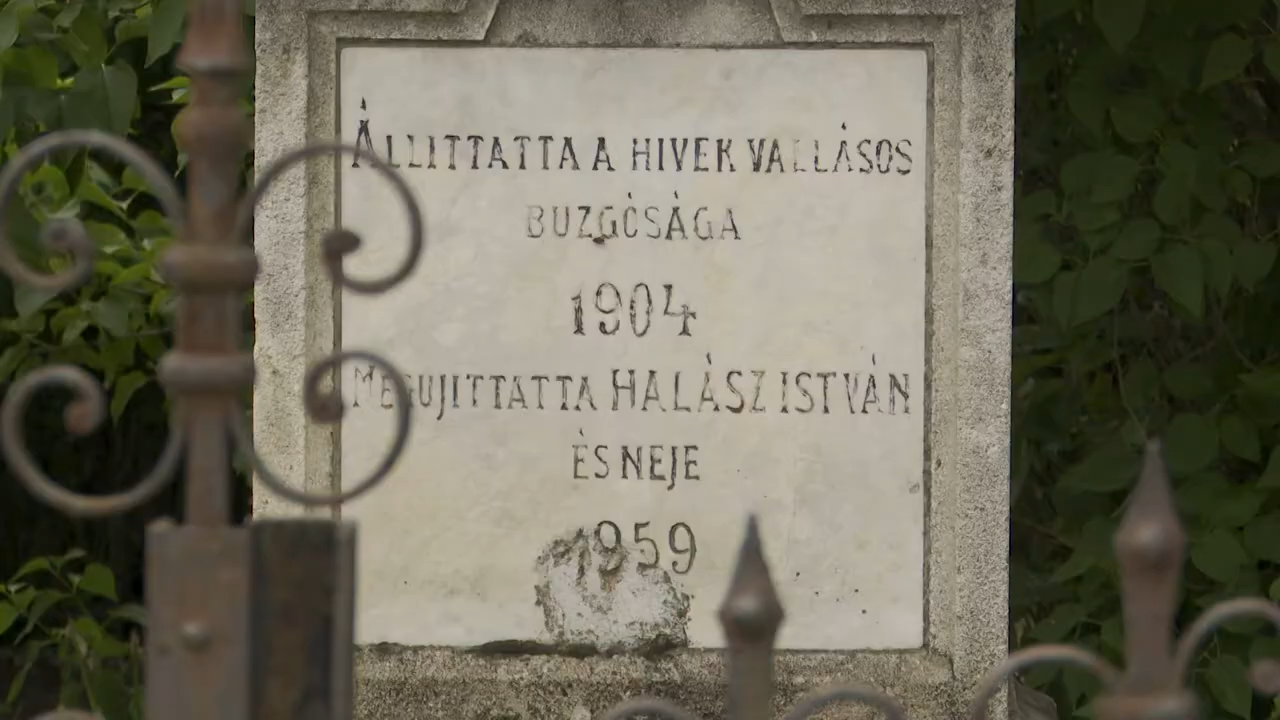 ÁLLITTATTA A HIVEK VALLÁSOS
BUZGÓSÁGA
1904
MEGUJITTATTA HALÁSZ ISTVÁN
ÉS NEJE
1959